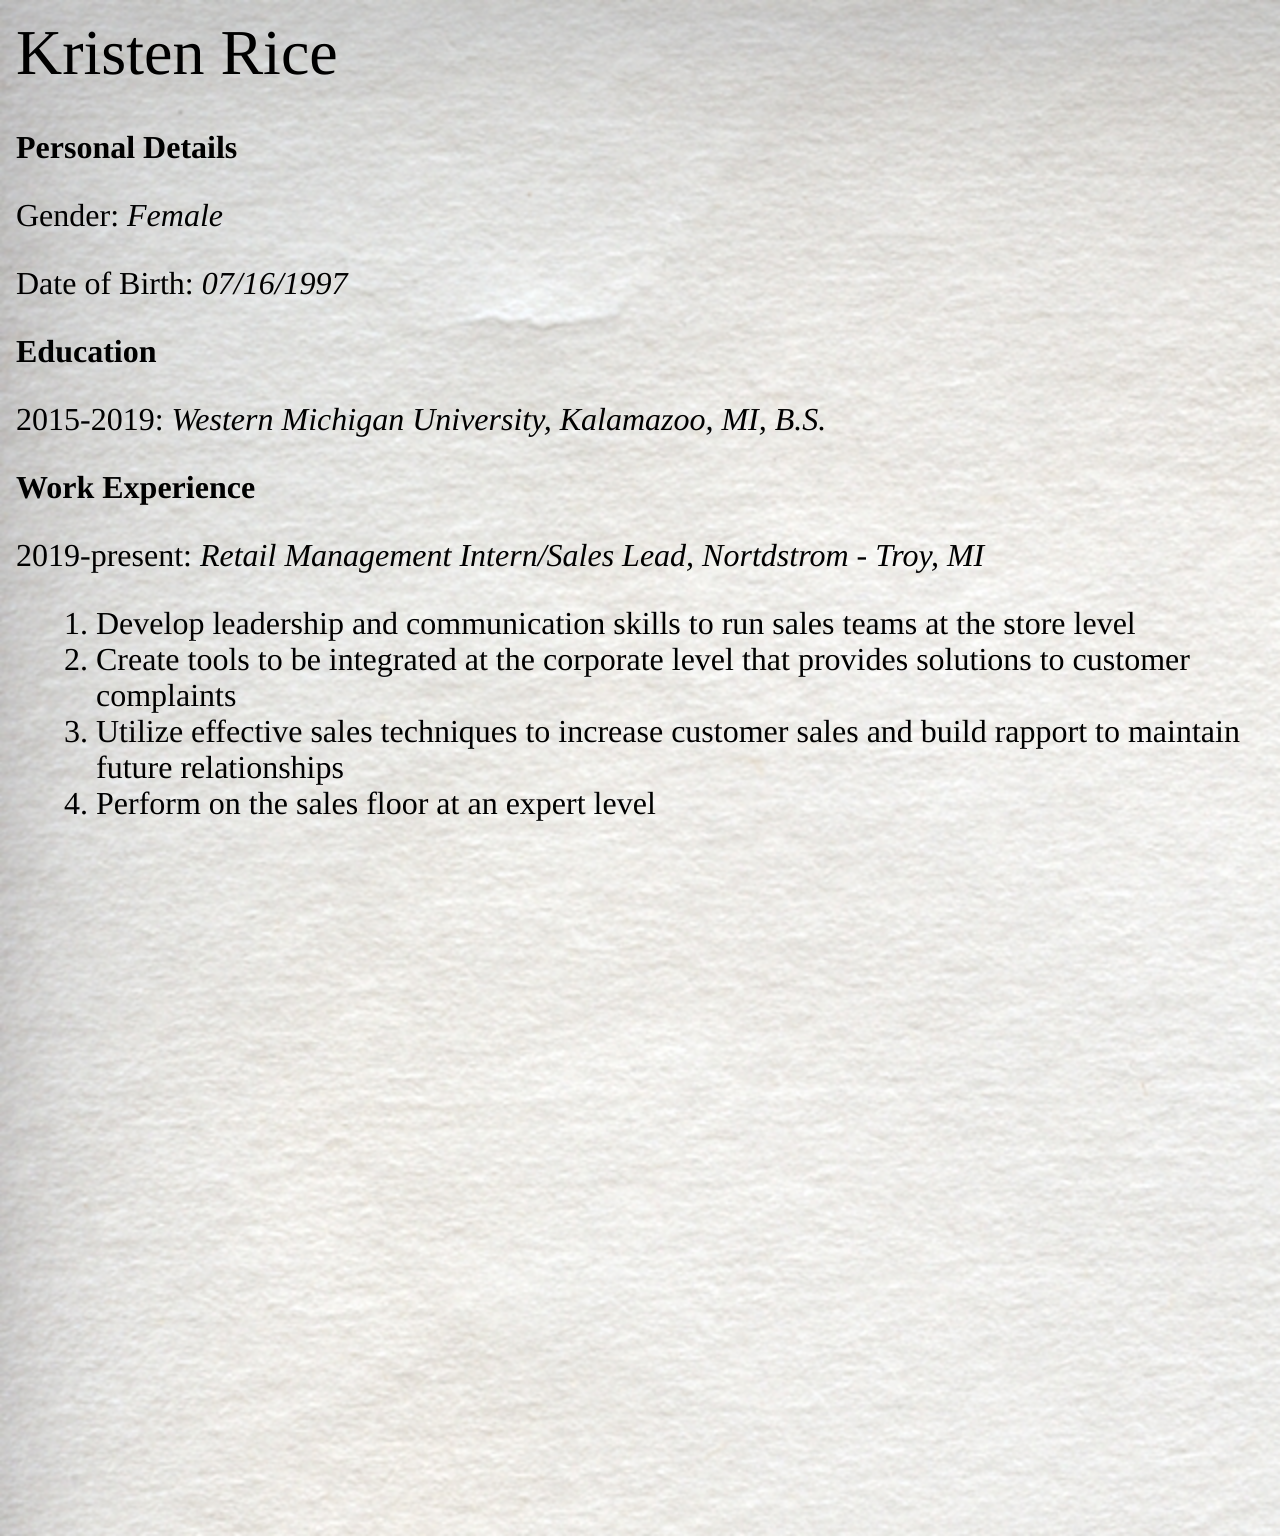 Kristen Rice
Personal Details
Gender: Female
Date of Birth: 07/16/1997
Education
2015-2019: Western Michigan University, Kalamazoo, MI, B.S.
Work Experience
2019-present: Retail Management Intern/Sales Lead, Nortdstrom - Troy, MI
1. Develop leadership and communication skills to run sales teams at the store level
2. Create tools to be integrated at the corporate level that provides solutions to customer
complaints
3. Utilize effective sales techniques to increase customer sales and build rapport to maintain
future relationships
4. Perform on the sales floor at an expert level